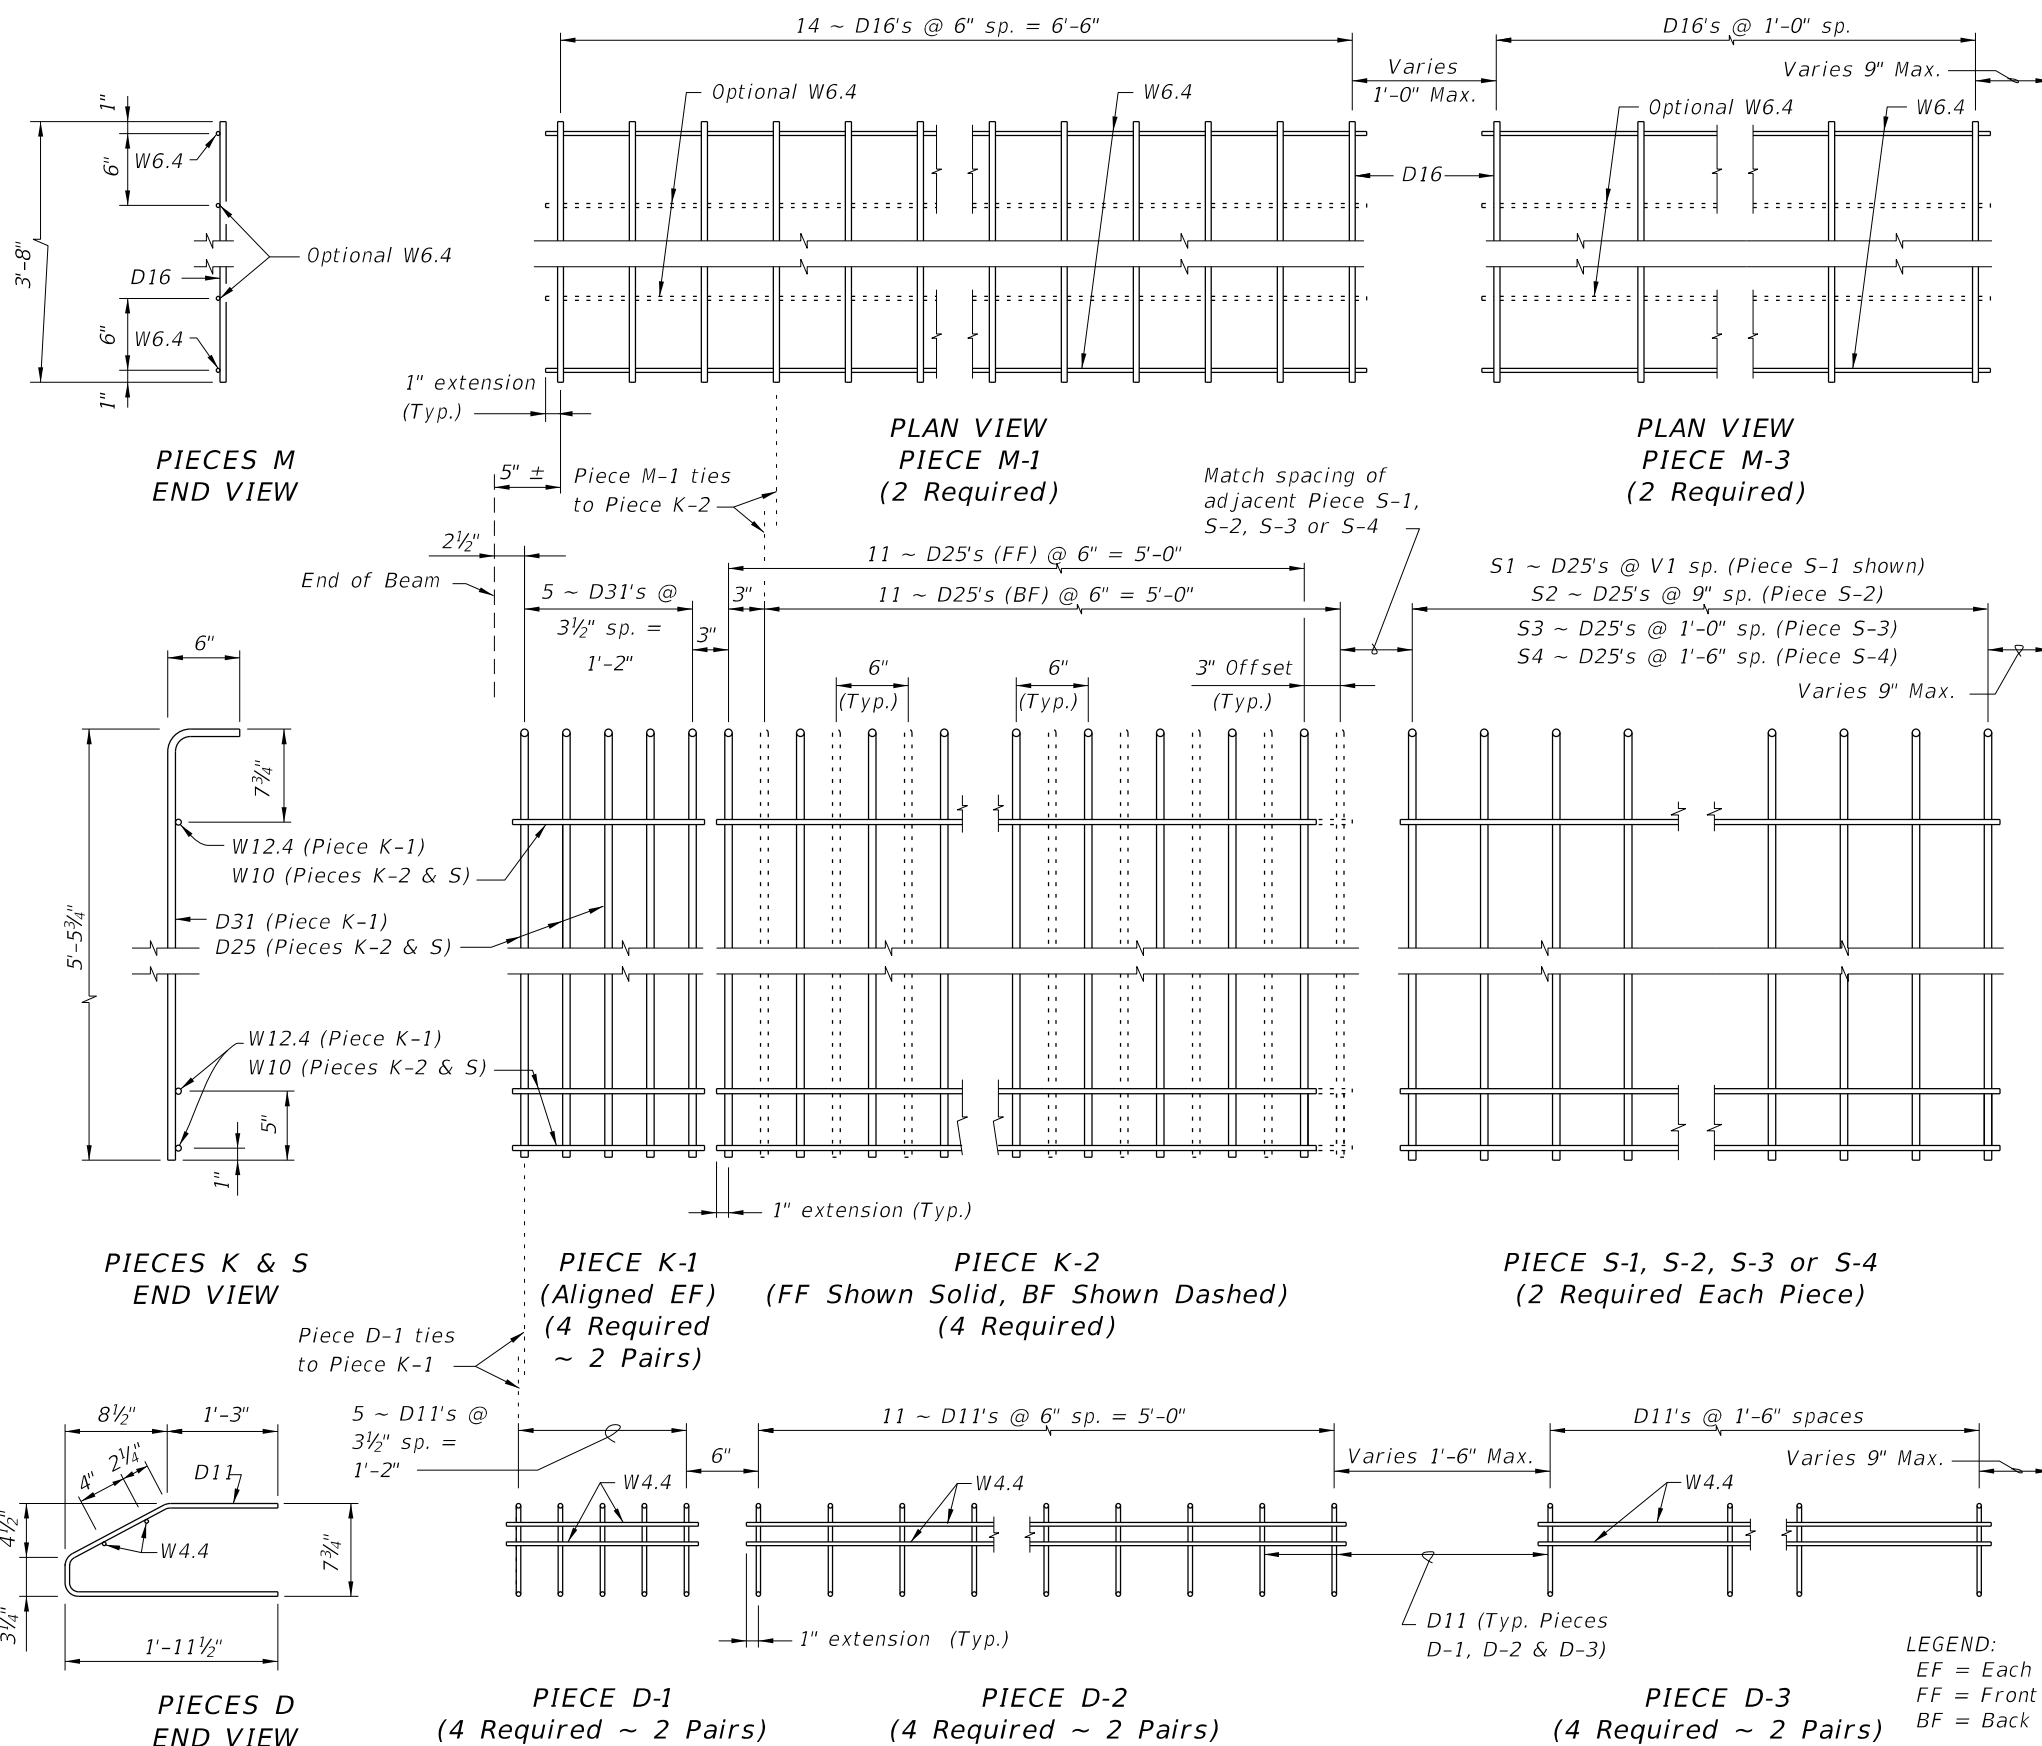 14 ~ D16's @ 6" sp. = 6'-6"
D16's @ 1'-0" sp.
Varies
1'-0" Max.
Varies 9" Max.
1"
6"
W6.4
3'-8"
Optional W6.4
D16
6"
W6.4
1"
Optional W6.4
W6.4
D16
Optional W6.4
W6.4
1" extension
(Typ.)
PIECES M
END VIEW
PLAN VIEW
PIECE M-1
(2 Required)
PLAN VIEW
PIECE M-3
(2 Required)
5" ±
Piece M-1 ties
to Piece K-2
Match spacing of
adjacent Piece S-1,
S-2, S-3 or S-4
2½"
End of Beam
5 ~ D31's @
3½" sp. =
1'-2"
3"
3"
11 ~ D25's (FF) @ 6" = 5'-0"
11 ~ D25's (BF) @ 6" = 5'-0"
6"
(Typ.)
6"
(Typ.)
3" Offset
(Typ.)
S1 ~ D25's @ V1 sp. (Piece S-1 shown)
S2 ~ D25's @ 9" sp. (Piece S-2)
S3 ~ D25's @ 1'-0" sp. (Piece S-3)
S4 ~ D25's @ 1'-6" sp. (Piece S-4)
Varies 9" Max.
6"
7¾"
W12.4 (Piece K-1)
W10 (Pieces K-2 & S)
D31 (Piece K-1)
D25 (Pieces K-2 & S)
5'-5¾"
W12.4 (Piece K-1)
W10 (Pieces K-2 & S)
5"
1"
1" extension (Typ.)
PIECES K & S
END VIEW
PIECE K-1
(Aligned EF)
(4 Required
~ 2 Pairs)
PIECE K-2
(FF Shown Solid, BF Shown Dashed)
(4 Required)
PIECE S-1, S-2, S-3 or S-4
(2 Required Each Piece)
Piece D-1 ties
to Piece K-1
8½"
1'-3"
4"
2¼"
D11
4½"
W4.4
7¾"
3¼"
1'-11½"
5 ~ D11's @
3½" sp. =
1'-2"
6"
W4.4
11 ~ D11's @ 6" sp. = 5'-0"
W4.4
Varies 1'-6" Max.
D11's @ 1'-6" spaces
Varies 9" Max.
W4.4
1" extension (Typ.)
D11 (Typ. Pieces
D-1, D-2 & D-3)
PIECES D
END VIEW
PIECE D-1
(4 Required ~ 2 Pairs)
PIECE D-2
(4 Required ~ 2 Pairs)
PIECE D-3
(4 Required ~ 2 Pairs)
LEGEND:
EF = Each
FF = Front
BF = Back